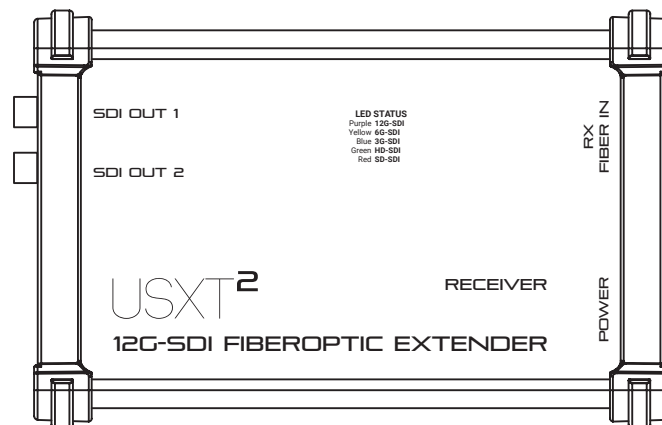 SDI OUT 1
SDI OUT 2
LED STATUS
Purple 12G-SDI
Yellow 6G-SDI
Blue 3G-SDI
Green HD-SDI
Red SD-SDI
RX
FIBER IN
USXT²
RECEIVER
POWER
12G-SDI FIBEROPTIC EXTENDER